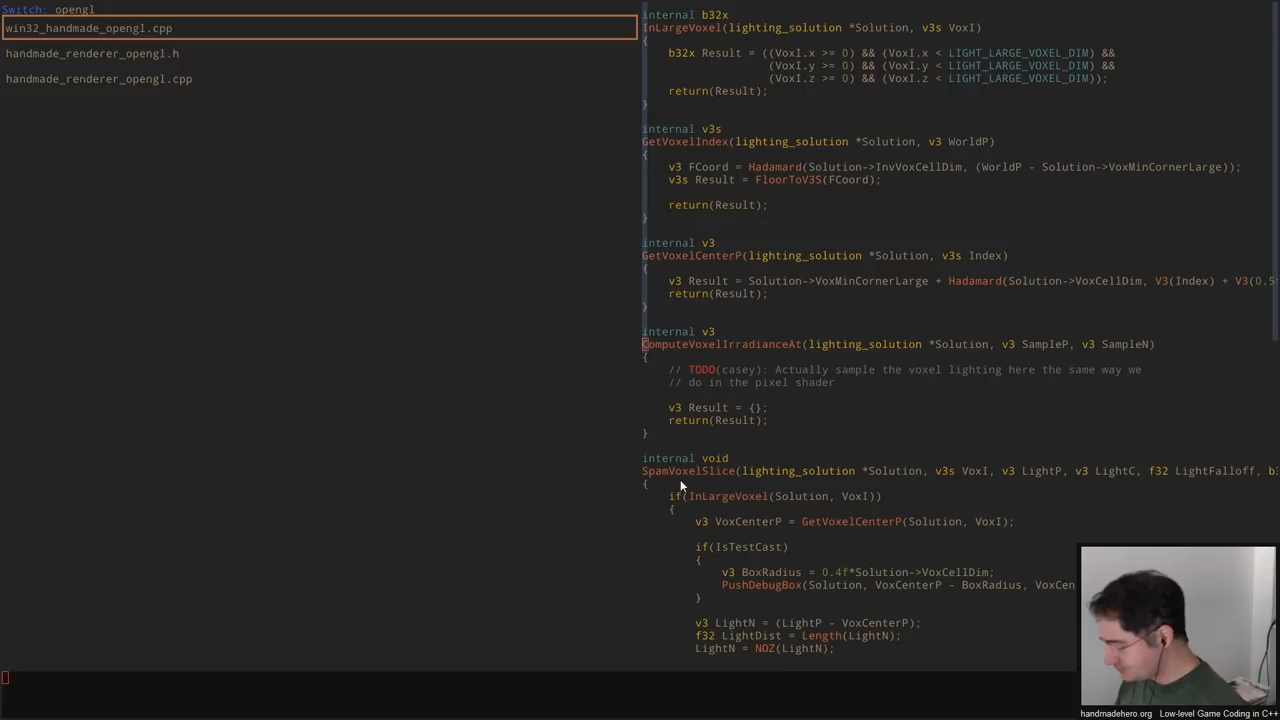 Switch: opengl
win32_handmade_opengl.cpp
handmade_renderer_opengl.h
handmade_renderer_opengl.cpp
internal b32x
InLargeVoxel(lighting_solution *Solution, v3s VoxI)
{
b32x Result = ((VoxI.x >= 0) && (VoxI.x < LIGHT_LARGE_VOXEL_DIM) &&
(VoxI.y >= 0) && (VoxI.y < LIGHT_LARGE_VOXEL_DIM) &&
(VoxI.z >= 0) && (VoxI.z < LIGHT_LARGE_VOXEL_DIM));
return(Result);
}
internal v3s
GetVoxelIndex(lighting_solution *Solution, v3 WorldP)
{
v3 FCoord = Hadamard(Solution->InvVoxCellDim, (WorldP - Solution->VoxMinCornerLarge));
v3s Result = FloorToV3S(FCoord);
return(Result);
}
internal v3
GetVoxelCenterP(lighting_solution *Solution, v3s Index)
{
v3 Result = Solution->VoxMinCornerLarge + Hadamard(Solution->VoxCellDim, V3(Index) + V3(0.5
return(Result);
}
internal v3
ComputeVoxelIrradianceAt(lighting_solution *Solution, v3 SampleP, v3 SampleN)
{
// TODO(casey): Actually sample the voxel lighting here the same way we
// do in the pixel shader
v3 Result = {};
return(Result);
}
internal void
SpamVoxelSlice(lighting_solution *Solution, v3s VoxI, v3 LightP, v3 LightC, f32 LightFalloff, b
{
if(InLargeVoxel(Solution, VoxI))
{
v3 VoxCenterP = GetVoxelCenterP(Solution, VoxI);
if(IsTestCast)
{
v3 BoxRadius = 0.4f*Solution->VoxCellDim;
PushDebugBox(Solution, VoxCenterP - BoxRadius, VoxCen
}
v3 LightN = (LightP - VoxCenterP);
f32 LightDist = Length(LightN);
LightN = NOZ(LightN);
handmadehero.org Low-level Game Coding in C++